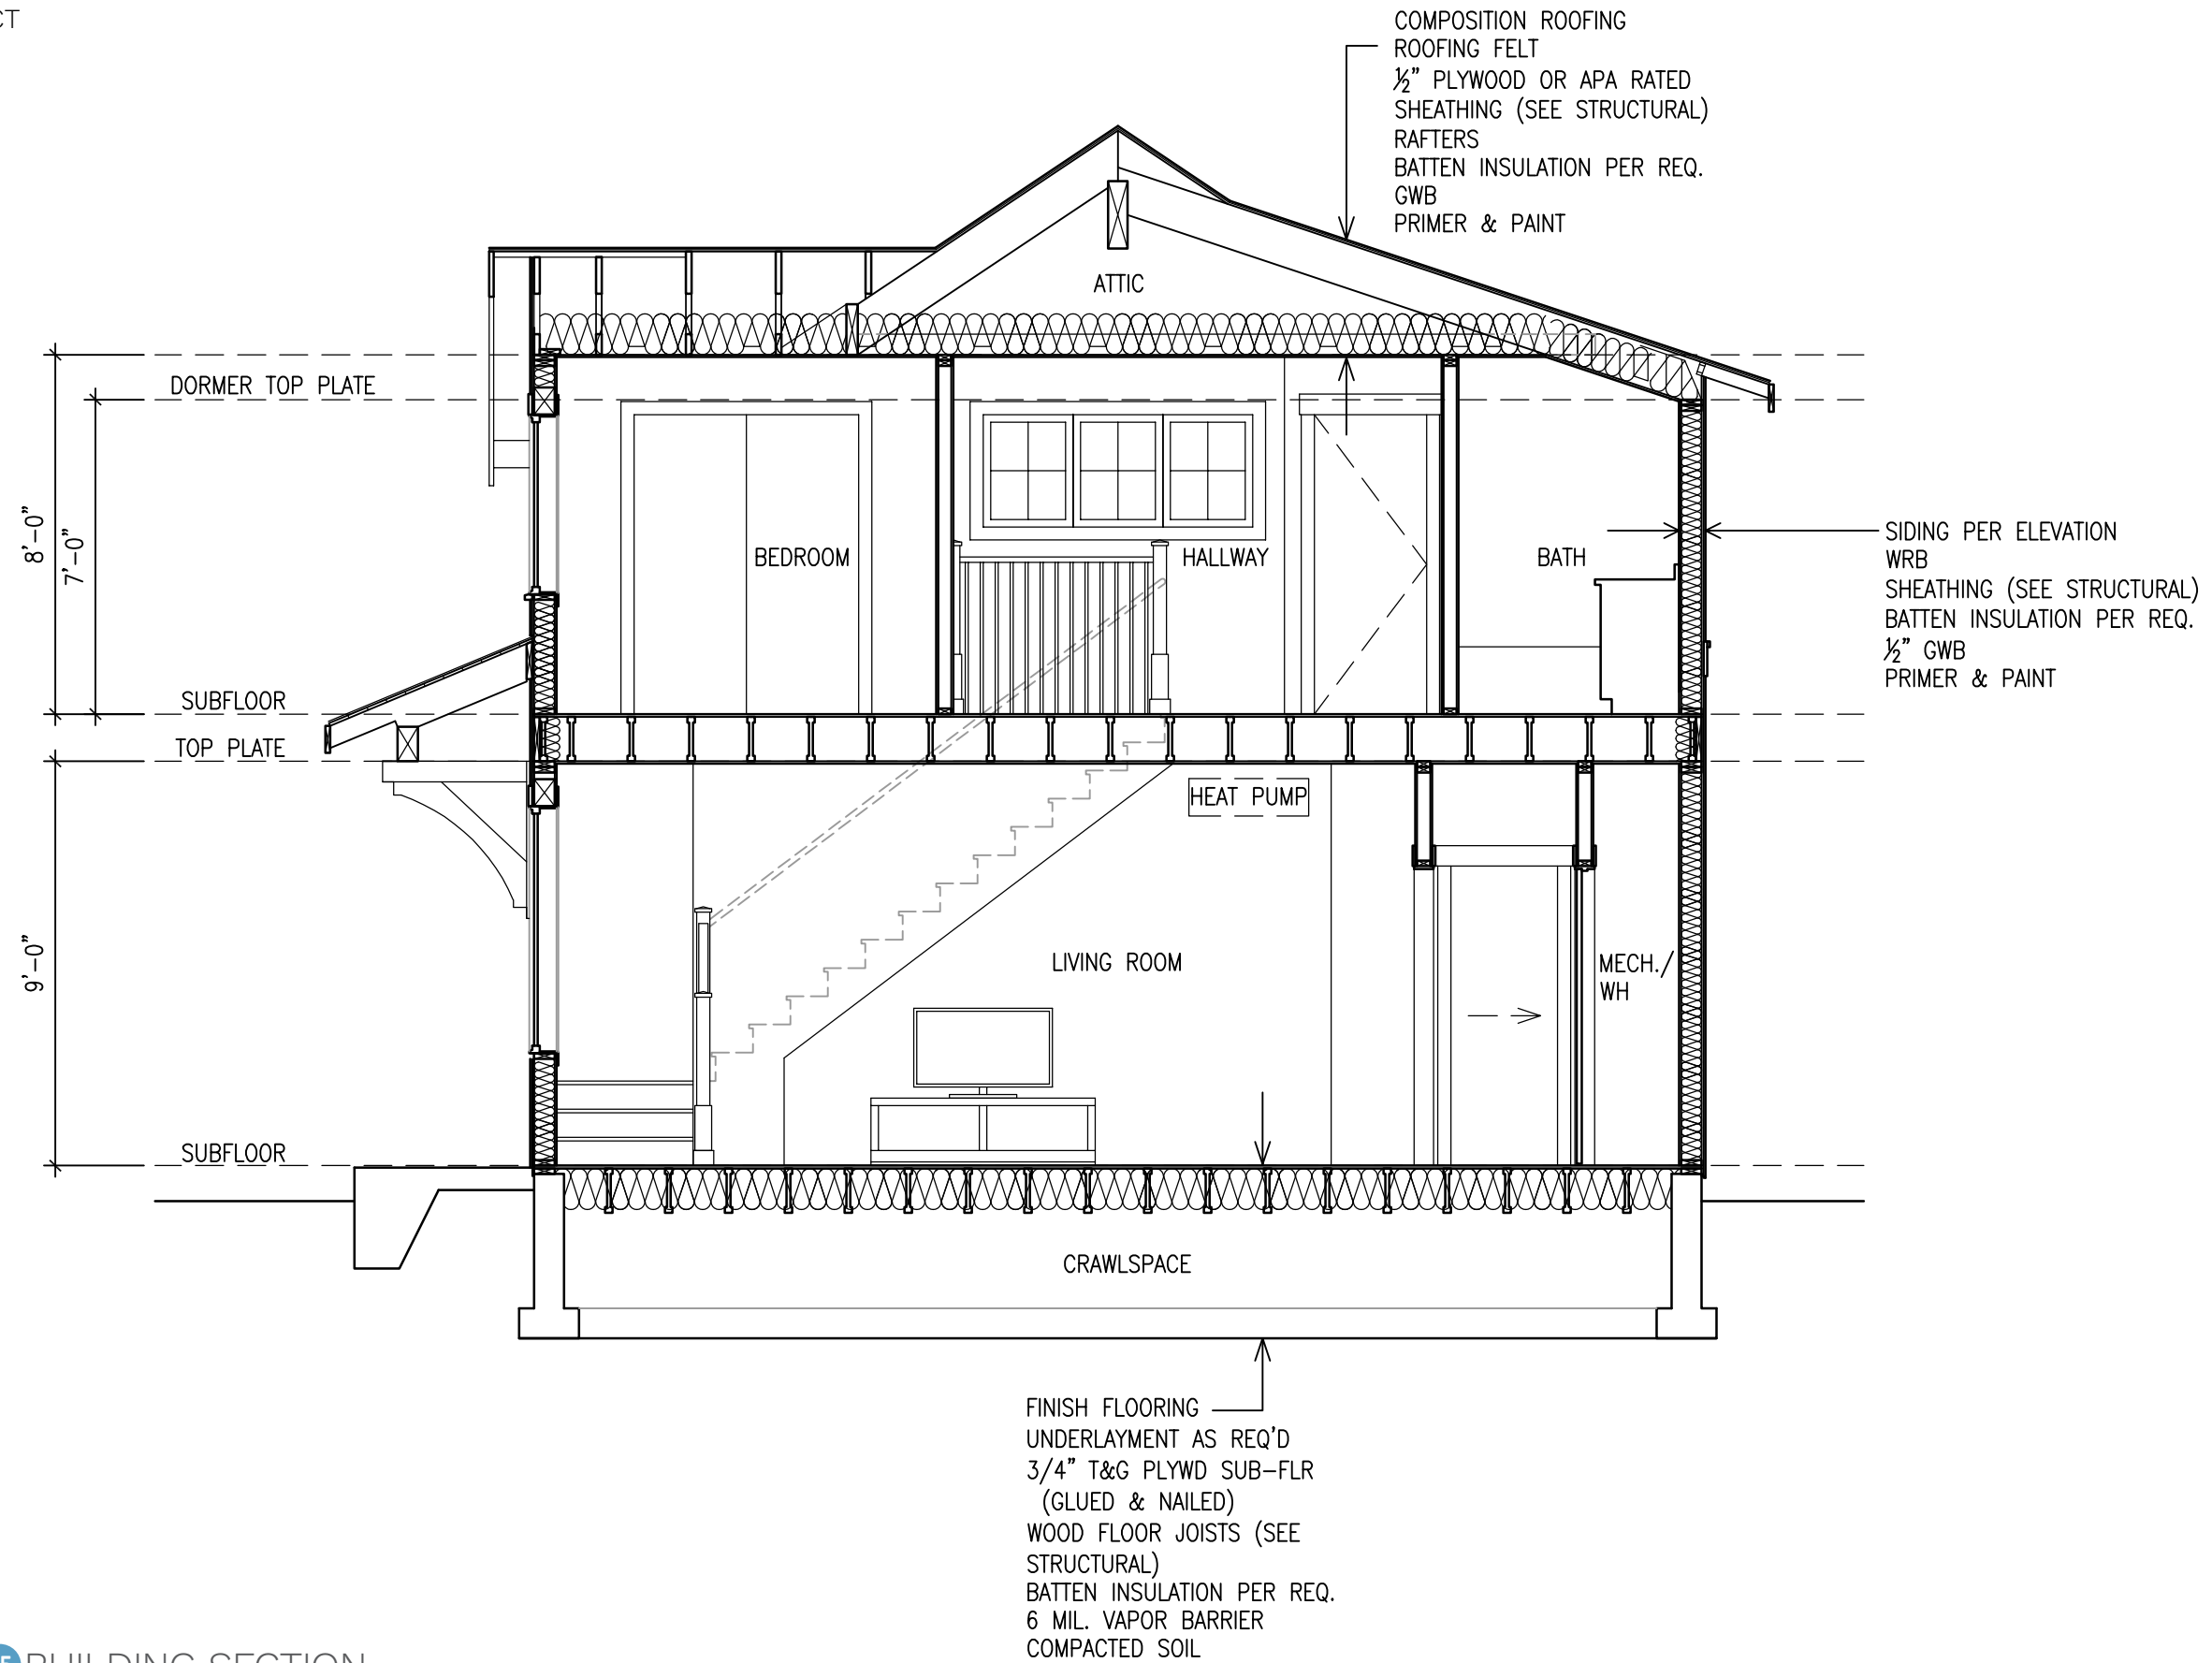 COMPOSITION ROOFING
ROOFING FELT
½” PLYWOOD OR APA RATED
SHEATHING (SEE STRUCTURAL)
RAFTERS
BATTEN INSULATION PER REQ.
GWB
PRIMER & PAINT
ATTIC
DORMER TOP PLATE
8’-0”
7’-0”
BEDROOM
HALLWAY
BATH
SIDING PER ELEVATION
WRB
SHEATHING (SEE STRUCTURAL)
BATTEN INSULATION PER REQ.
½” GWB
PRIMER & PAINT
SUBFLOOR
TOP PLATE
HEAT PUMP
9’-0”
LIVING ROOM
MECH./
WH
SUBFLOOR
CRAWLSPACE
FINISH FLOORING
UNDERLAYMENT AS REQ’D
3/4” T&G PLYWD SUB-FLR
(GLUED & NAILED)
WOOD FLOOR JOISTS (SEE
STRUCTURAL)
BATTEN INSULATION PER REQ.
6 MIL. VAPOR BARRIER
COMPACTED SOIL
BUILDING SECTION